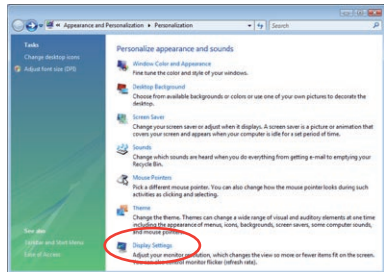 Appearance and Personalization ▸ Personalization
Search
Tasks
Change desktop icons
Adjust font size (DPI)
Personalize appearance and sounds
Window Color and Appearance
Fine tune the color and style of your windows.
Desktop Background
Choose from available backgrounds or colors or use one of your own pictures to decorate the
desktop.
Screen Saver
Change your screen saver or adjust when it displays. A screen saver is a picture or animation that
covers your screen and appears when your computer is idle for a set period of time.
Sounds
Change which sounds are heard when you do everything from getting e-mail to emptying your
Recycle Bin.
Mouse Pointers
Pick a different mouse pointer. You can also change how the mouse pointer looks during such
activities as clicking and selecting.
Theme
Change the theme. Themes can change a wide range of visual and auditory elements at one time
including the appearance of menus, icons, backgrounds, screen savers, some computer sounds,
and mouse pointers.
See also
Taskbar and Start Menu
Ease of Access
Display Settings
Adjust your monitor resolution, which changes the view so more or fewer items fit on the screen.
You can also control monitor flicker (refresh rate).